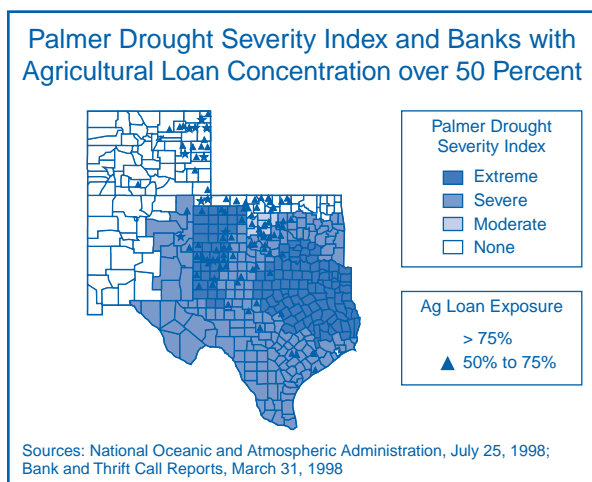 Palmer Drought Severity Index and Banks with
Agricultural Loan Concentration over 50 Percent
Palmer Drought
Severity Index
Extreme
Severe
Moderate
None
Ag Loan Exposure
> 75%
50% to 75%
Sources: National Oceanic and Atmospheric Administration, July 25, 1998;
Bank and Thrift Call Reports, March 31, 1998